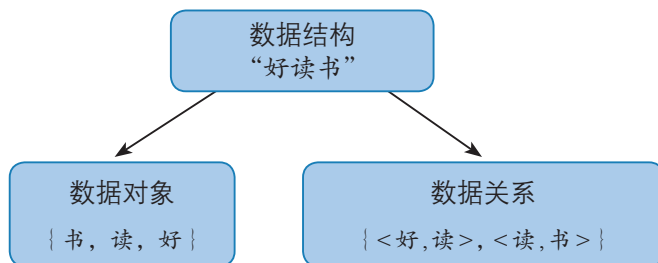 数据结构
“好读书”
数据对象
{书，读，好}
数据关系
{<好,读>，<读,书>}